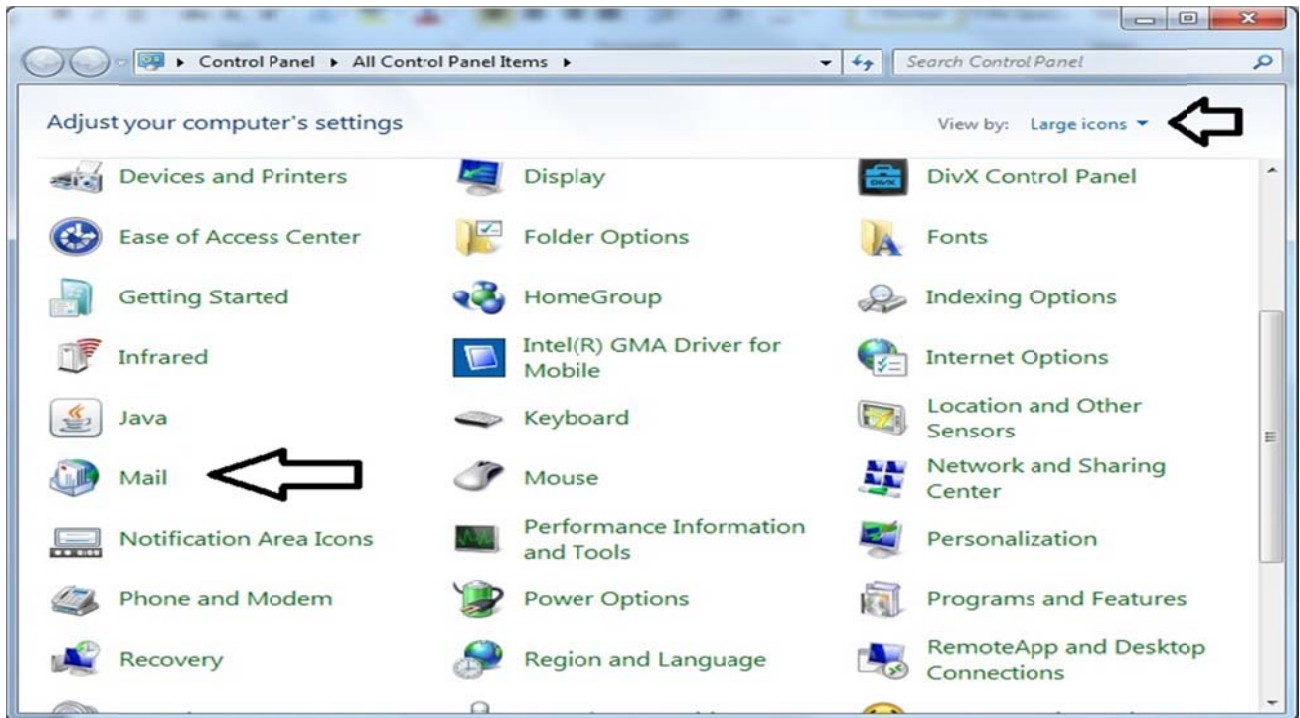 Control Panel All Control Panel Items Search Control Panel
Adjust your computer's settings View by: Large icons
Devices and Printers Display DivX Control Panel
Ease of Access Center Folder Options Fonts
Getting Started HomeGroup Indexing Options
Infrared Intel(R) GMA Driver for
Mobile Internet Options
Java Keyboard Location and Other
Sensors
Mail Mouse Network and Sharing
Center
Notification Area Icons Performance Information
and Tools Personalization
Phone and Modem Power Options Programs and Features
Recovery Region and Language RemoteApp and Desktop
Connections